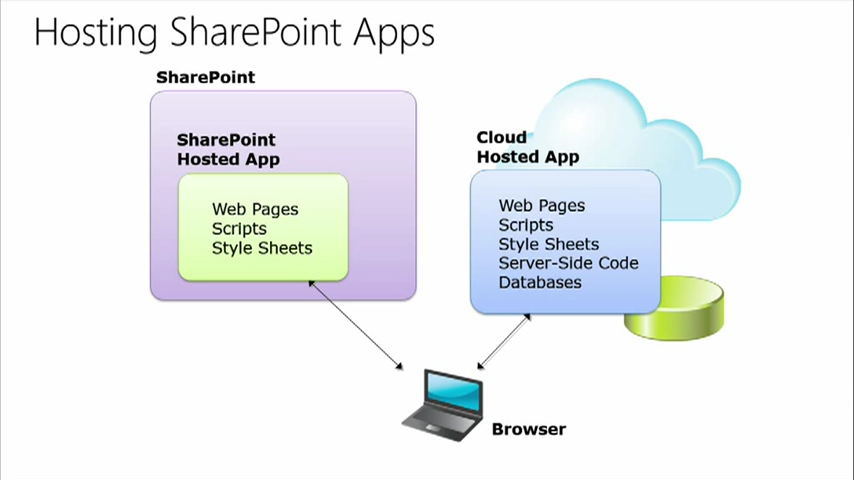 Hosting SharePoint Apps
SharePoint
SharePoint
Hosted App
Web Pages
Scripts
Style Sheets
Cloud
Hosted App
Web Pages
Scripts
Style Sheets
Server-Side Code
Databases
Browser